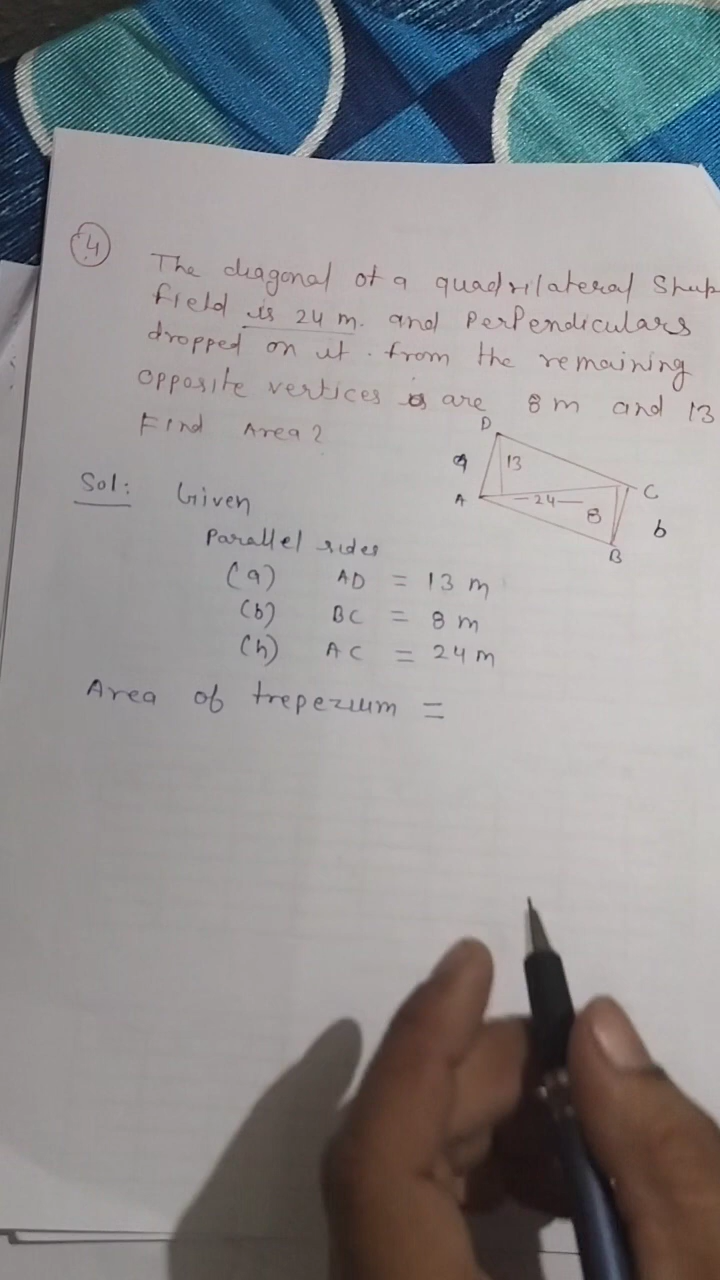 4
The diagonal of a quadrilateral Shap
field is 24 m. and Perpendiculars
dropped on it. from the remaining
opposite vertices are 8 m and 13
Find Area?
D
a 13
A -24- C
8 b
B
Sol: Given
Parallel sides
(a) AD = 13 m
(b) BC = 8 m
(h) AC = 24 m
Area of trepezium =